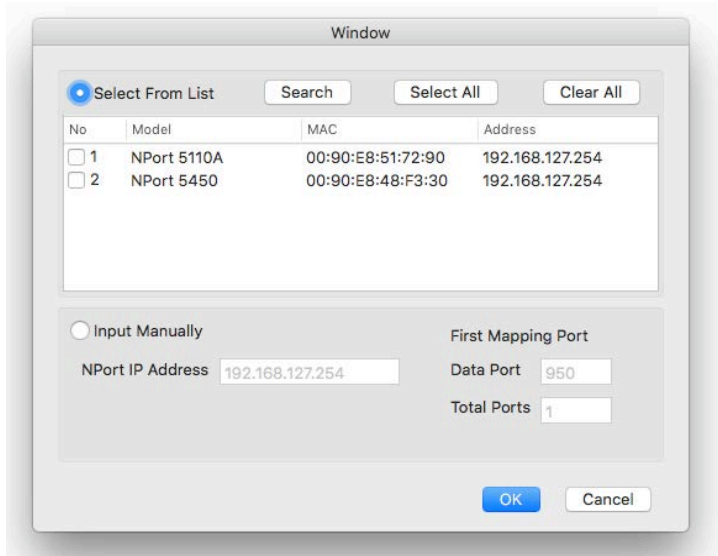 Window
Select From List Search Select All Clear All
No Model MAC Address
1 NPort 5110A 00:90:E8:51:72:90 192.168.127.254
2 NPort 5450 00:90:E8:48:F3:30 192.168.127.254
Input Manually
First Mapping Port
NPort IP Address 192.168.127.254 Data Port 950
Total Ports 1
OK Cancel